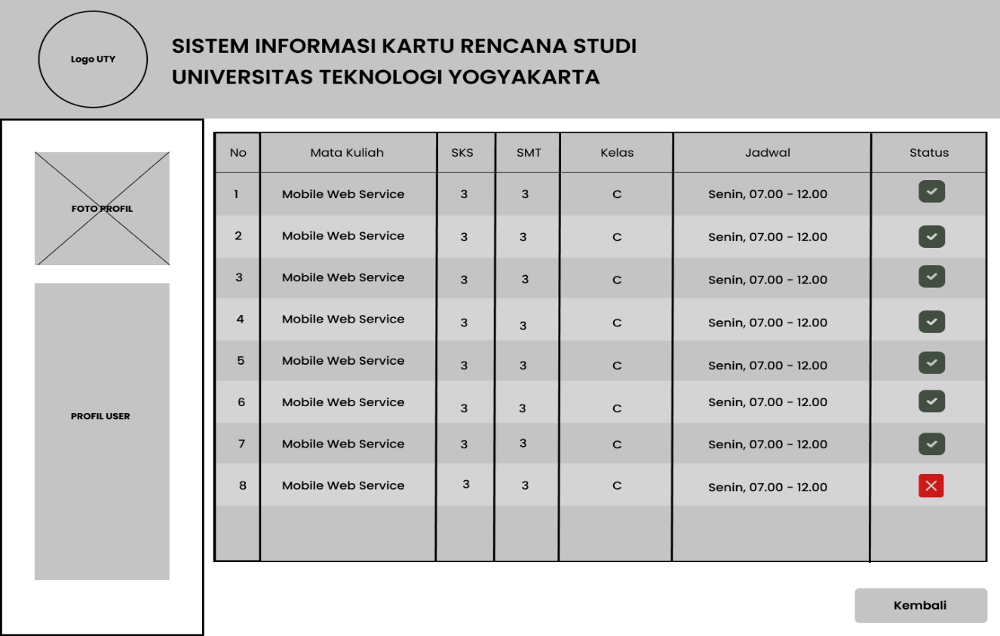 Logo UTY
SISTEM INFORMASI KARTU RENCANA STUDI
UNIVERSITAS TEKNOLOGI YOGYAKARTA
FOTO PROFIL
PROFIL USER
No Mata Kuliah SKS SMT Kelas Jadwal Status
1 Mobile Web Service 3 3 C Senin, 07.00 - 12.00
2 Mobile Web Service 3 3 C Senin, 07.00 - 12.00
3 Mobile Web Service 3 3 C Senin, 07.00 - 12.00
4 Mobile Web Service 3 3 C Senin, 07.00 - 12.00
5 Mobile Web Service 3 3 C Senin, 07.00 - 12.00
6 Mobile Web Service 3 3 C Senin, 07.00 - 12.00
7 Mobile Web Service 3 3 C Senin, 07.00 - 12.00
8 Mobile Web Service 3 3 C Senin, 07.00 - 12.00
Kembali